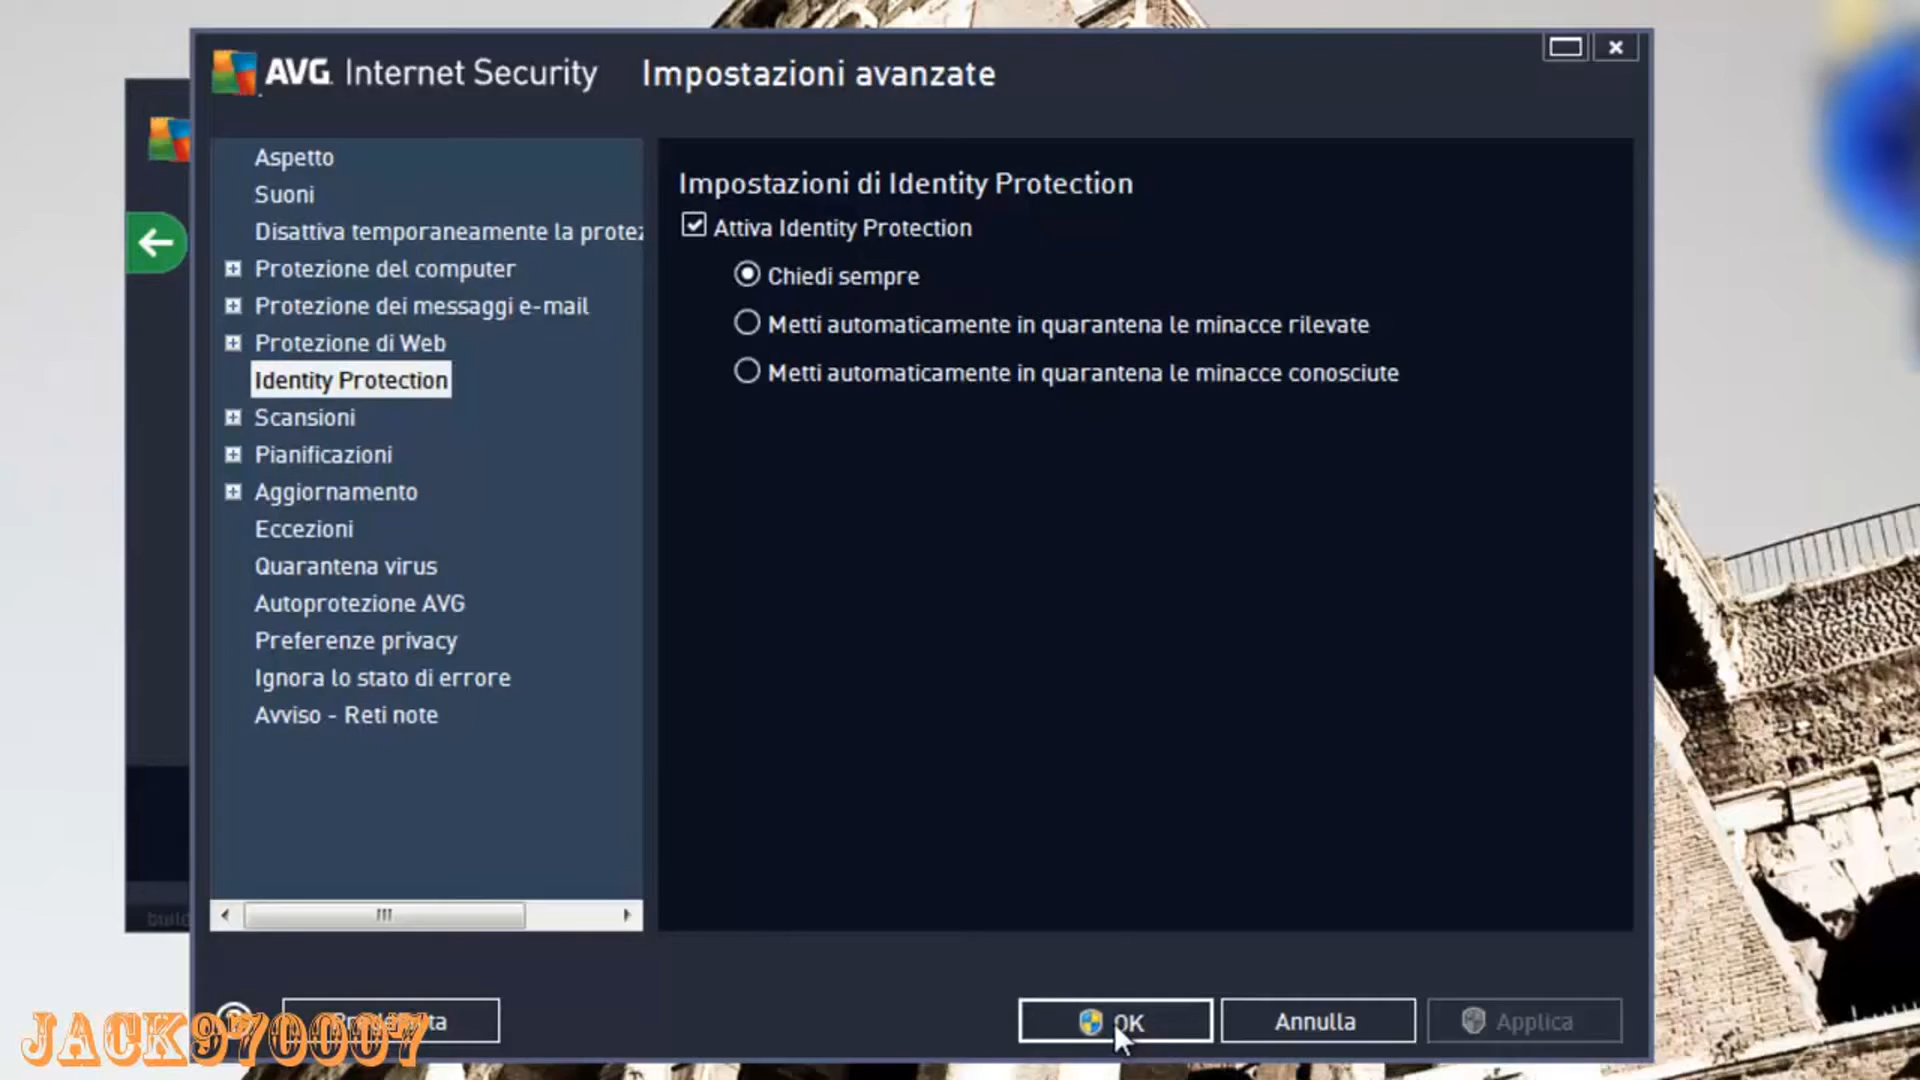 AVG. Internet Security Impostazioni avanzate
Aspetto
Suoni
Disattiva temporaneamente la protez
Protezione del computer
Protezione dei messaggi e-mail
Protezione di Web
Identity Protection
Scansioni
Pianificazioni
Aggiornamento
Eccezioni
Quarantena virus
Autoprotezione AVG
Preferenze privacy
Ignora lo stato di errore
Avviso - Reti note
Impostazioni di Identity Protection
Attiva Identity Protection
Chiedi sempre
Metti automaticamente in quarantena le minacce rilevate
Metti automaticamente in quarantena le minacce conosciute
build
OK
Annulla
Applica
JACK970007